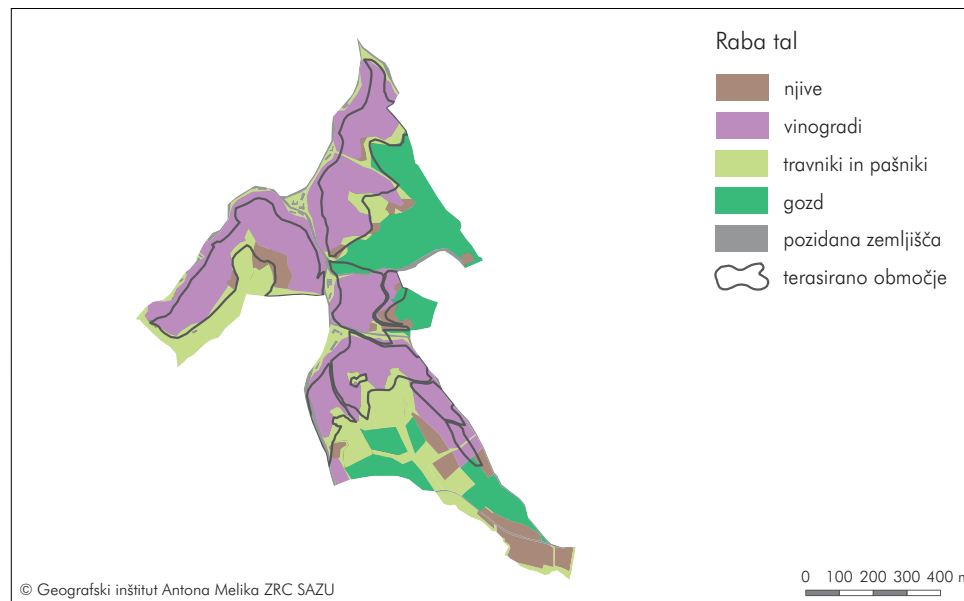 Raba tal
njive
vinogradi
travniki in pašniki
gozd
pozidana zemljišča
terasirano območje
© Geografski inštitut Antona Melika ZRC SAZU
0 100 200 300 400 m